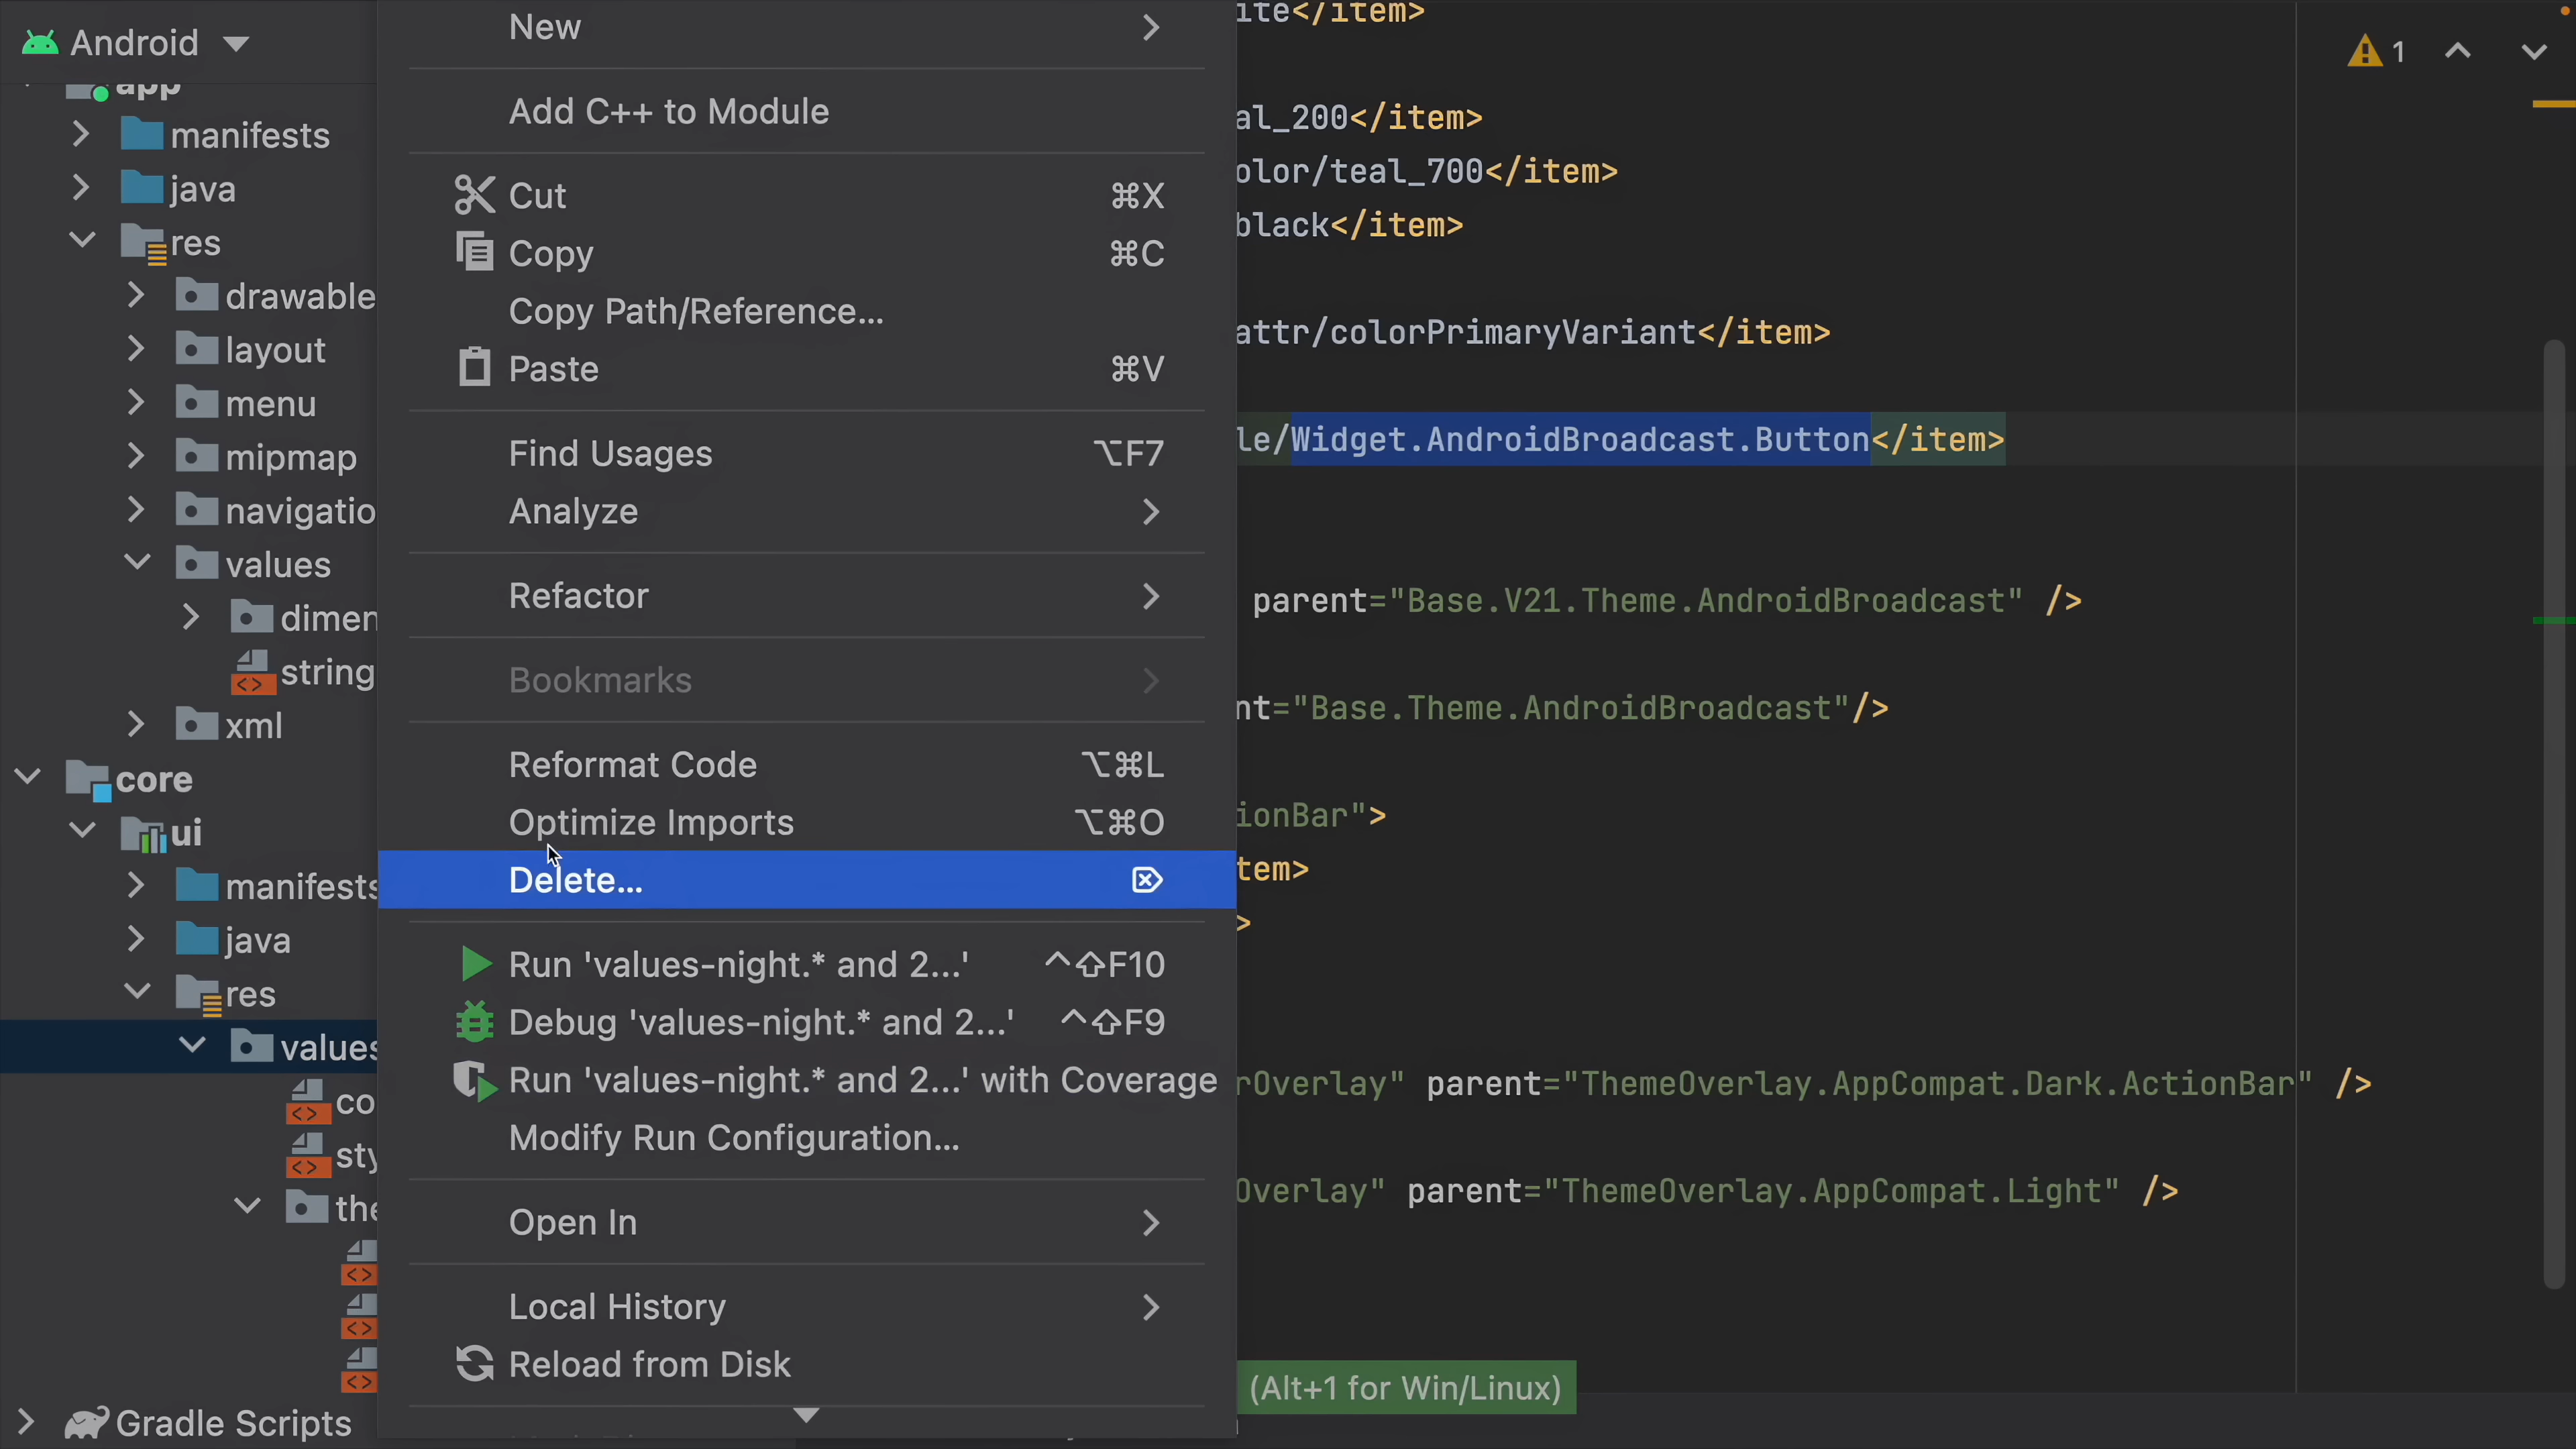 Android
app
manifests
java
res
drawable
layout
menu
mipmap
navigatio
values
dimen
string
xml
core
ui
manifests
java
res
values
co
sty
the
Gradle Scripts
New
Add C++ to Module
Cut ⌘X
Copy ⌘C
Copy Path/Reference...
Paste ⌘V
Find Usages ⌥F7
Analyze
Refactor
Bookmarks
Reformat Code ⌥⌘L
Optimize Imports ⌥⌘O
Delete... ⌦
Run 'values-night.* and 2...' ^⇧F10
Debug 'values-night.* and 2...' ^⇧F9
Run 'values-night.* and 2...' with Coverage
Modify Run Configuration...
Open In
Local History
Reload from Disk
1
ite</item>
al_200</item>
olor/teal_700</item>
black</item>
attr/colorPrimaryVariant</item>
le/Widget.AndroidBroadcast.Button</item>
parent="Base.V21.Theme.AndroidBroadcast" />
nt="Base.Theme.AndroidBroadcast"/>
ionBar">
tem>
>
rOverlay" parent="ThemeOverlay.AppCompat.Dark.ActionBar" />
Overlay" parent="ThemeOverlay.AppCompat.Light" />
(Alt+1 for Win/Linux)